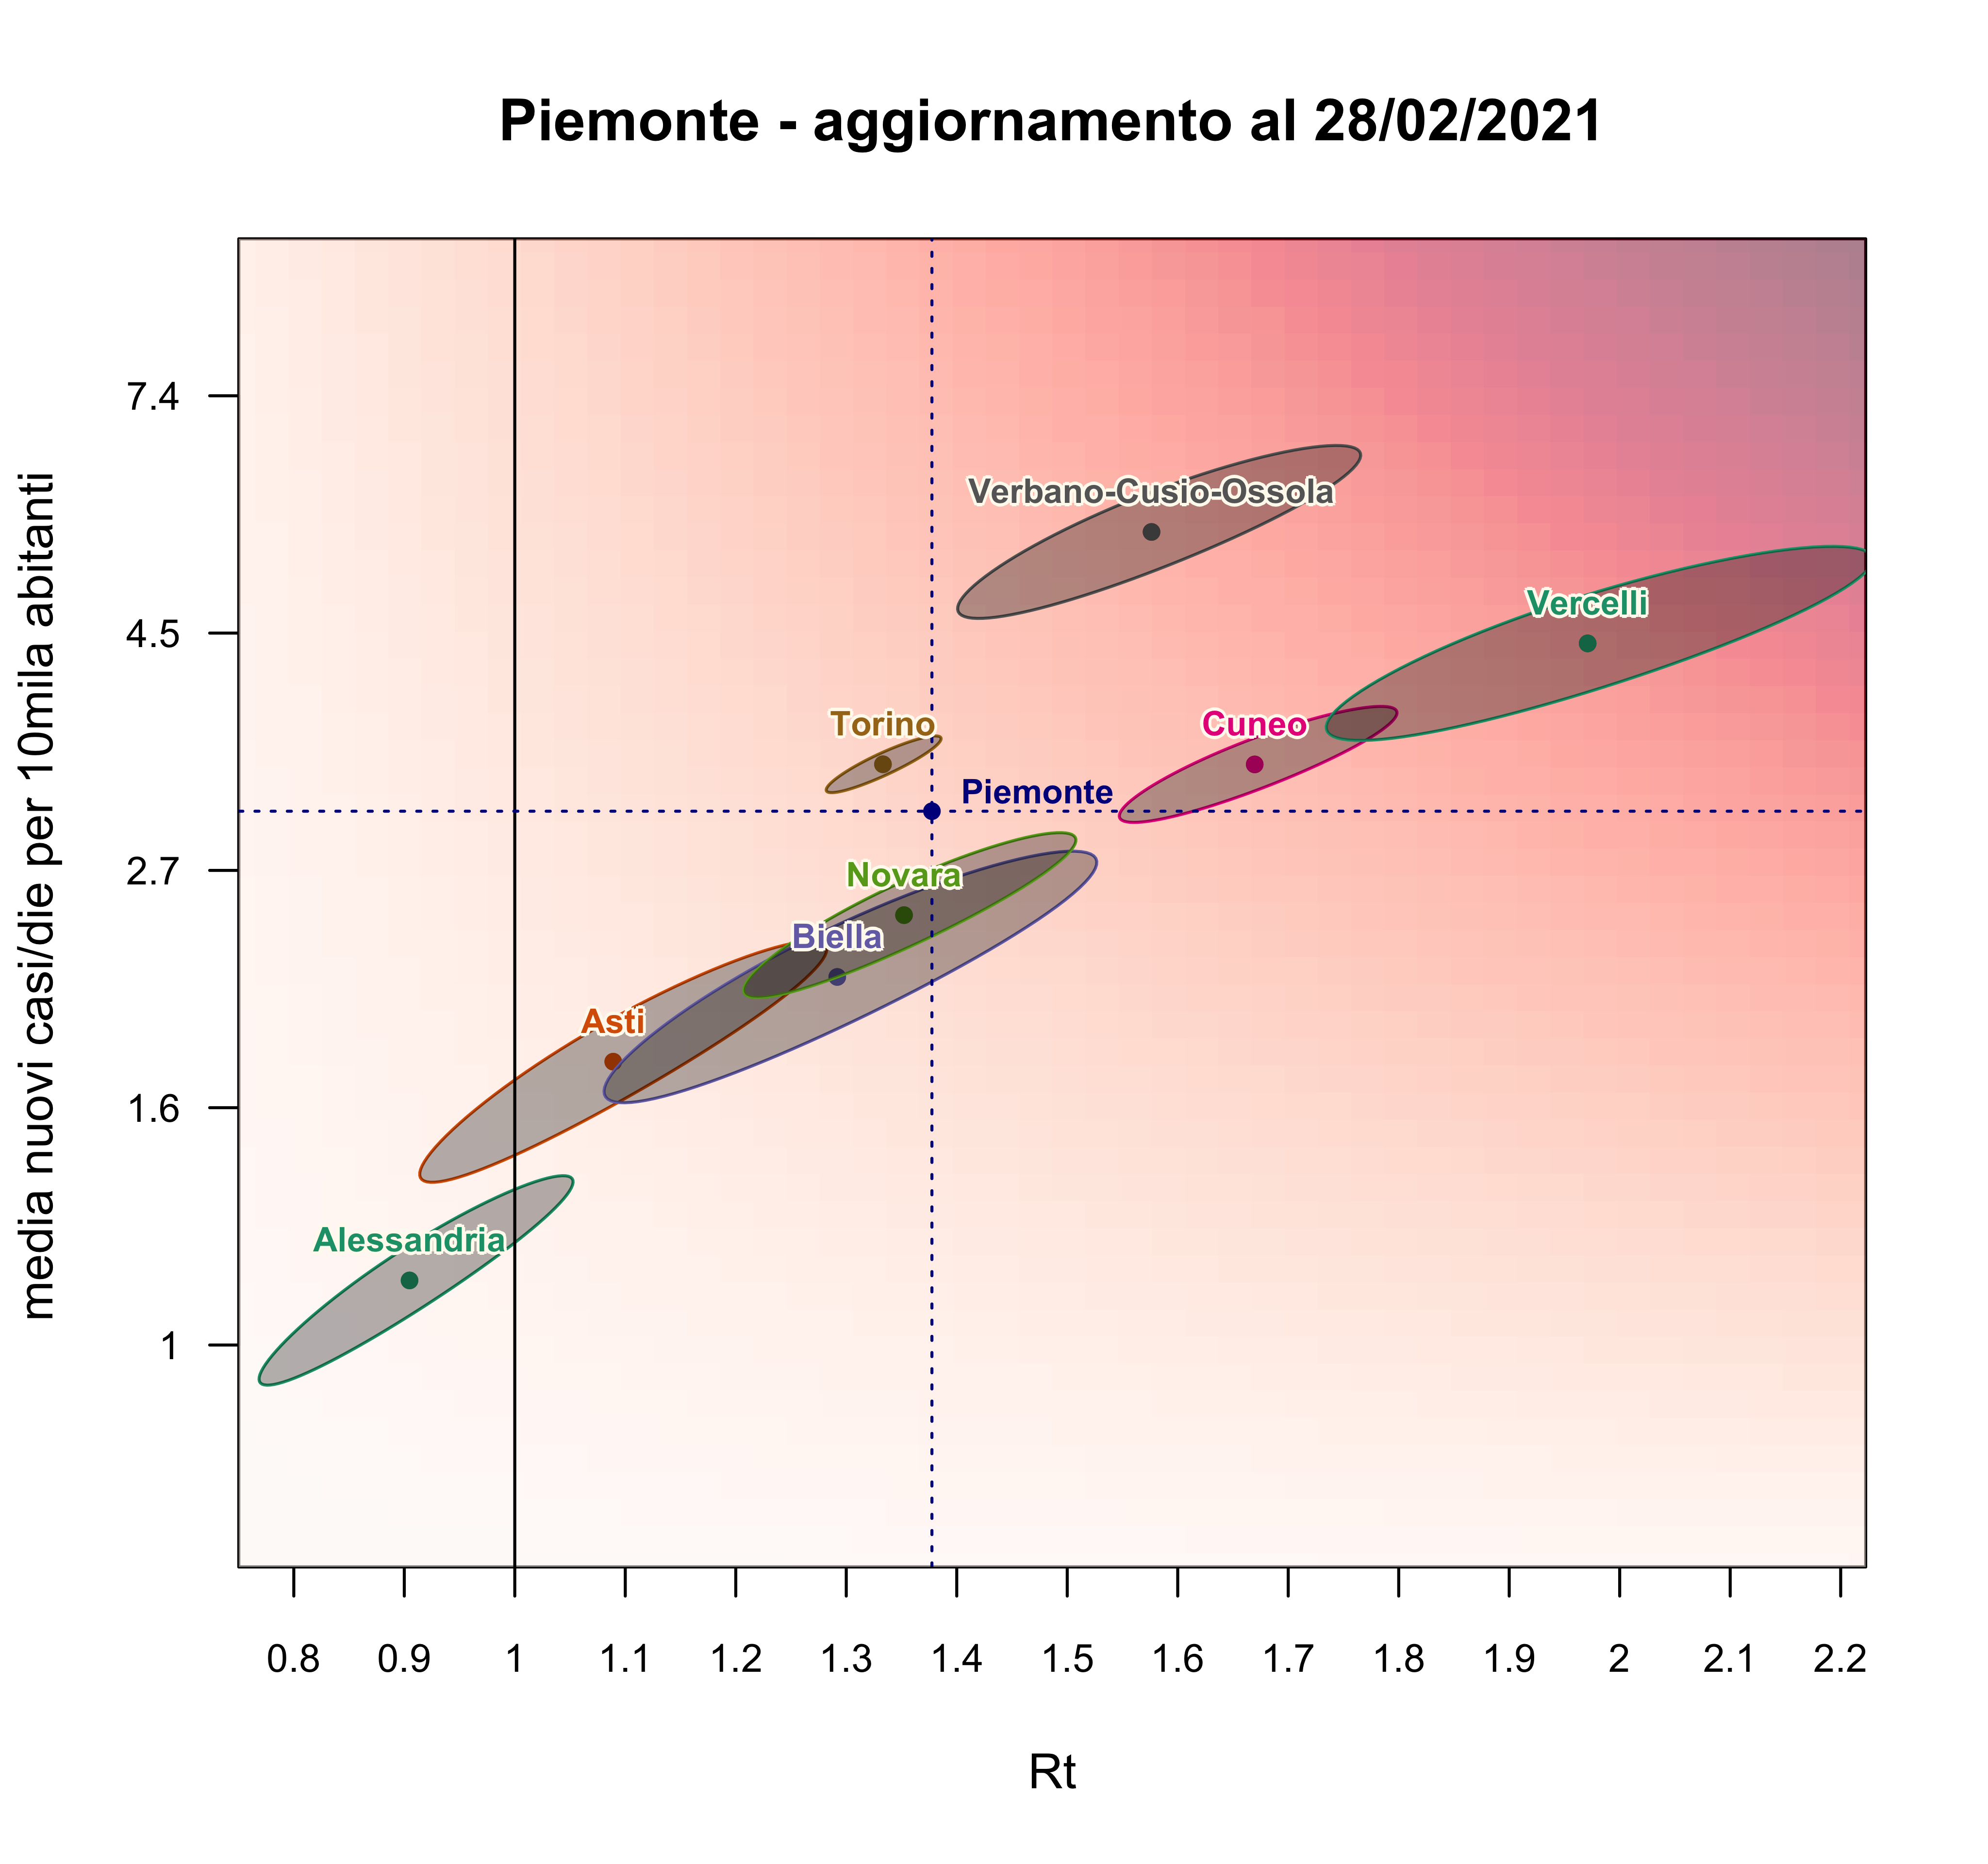 Piemonte - aggiornamento al 28/02/2021
media nuovi casi/die per 10mila abitanti
7.4
4.5
2.7
1.6
1
Verbano-Cusio-Ossola
Vercelli
Torino
Cuneo
Piemonte
Novara
Biella
Asti
Alessandria
0.8 0.9 1 1.1 1.2 1.3 1.4 1.5 1.6 1.7 1.8 1.9 2 2.1 2.2
Rt